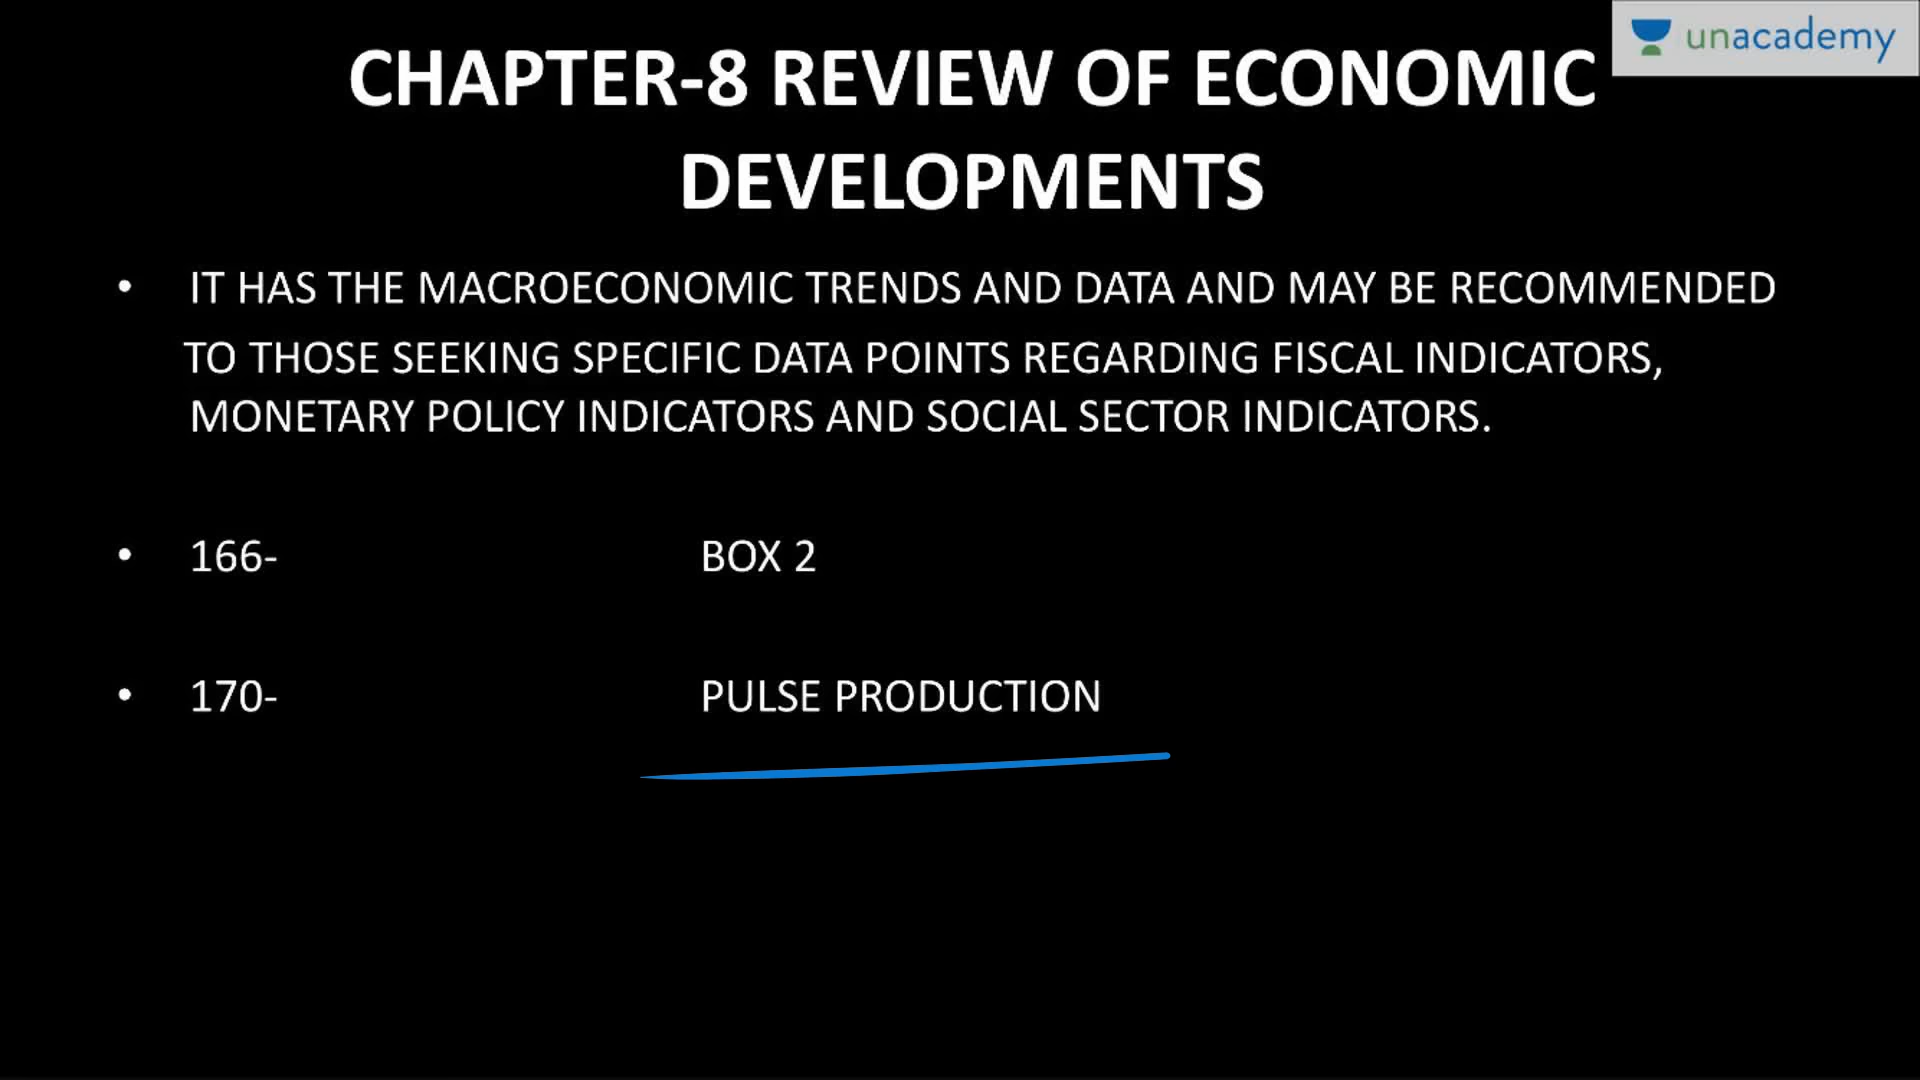 unacademy
CHAPTER-8 REVIEW OF ECONOMIC
DEVELOPMENTS
• IT HAS THE MACROECONOMIC TRENDS AND DATA AND MAY BE RECOMMENDED
TO THOSE SEEKING SPECIFIC DATA POINTS REGARDING FISCAL INDICATORS,
MONETARY POLICY INDICATORS AND SOCIAL SECTOR INDICATORS.
• 166- BOX 2
• 170- PULSE PRODUCTION